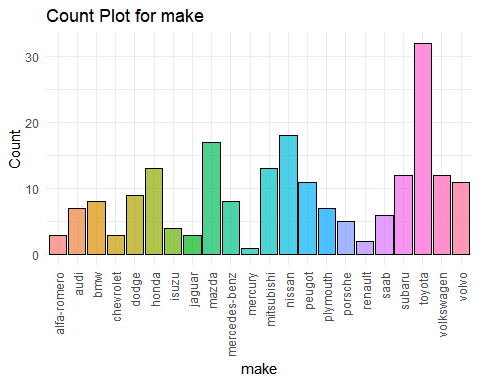 Count Plot for make
Count
30
20
10
0
alfa-romero
audi
bmw
chevrolet
dodge
honda
isuzu
jaguar
mazda
mercedes-benz
mercury
mitsubishi
nissan
peugot
plymouth
porsche
renault
saab
subaru
toyota
volkswagen
volvo
make